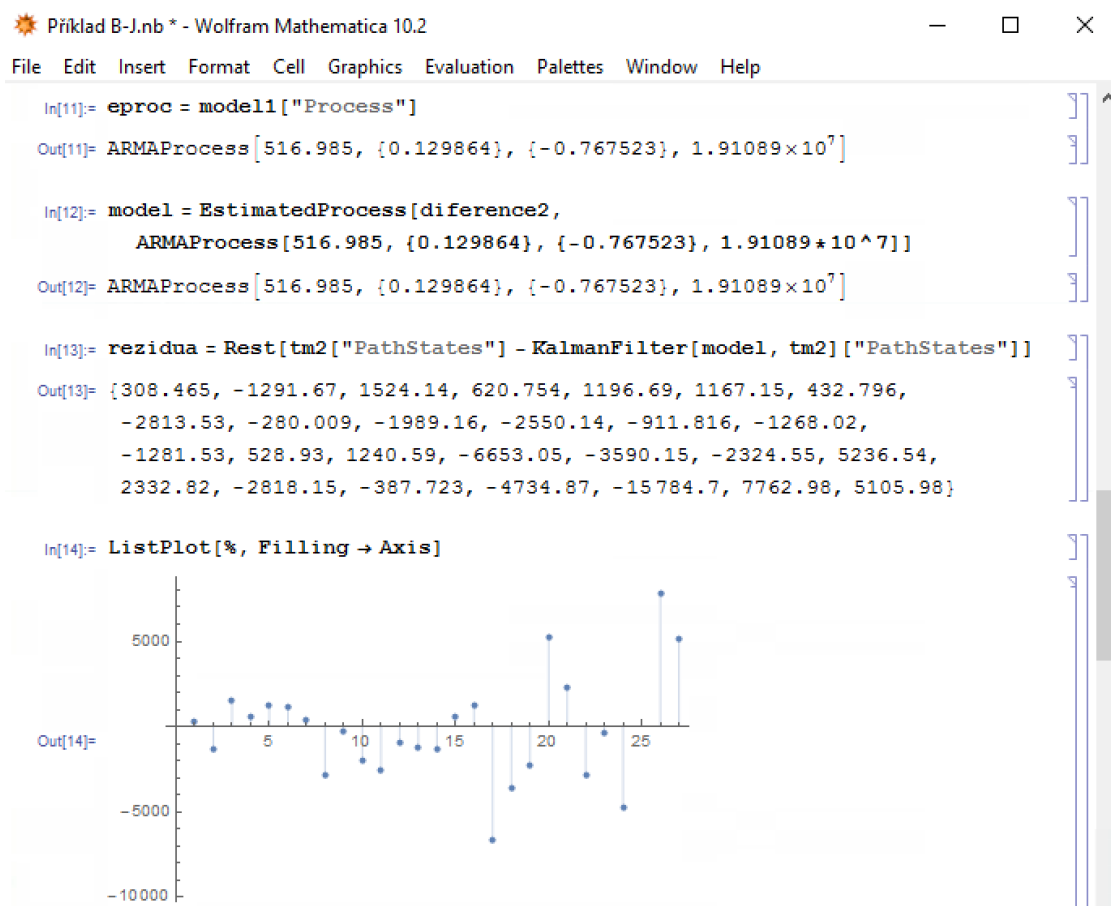 Příklad B-J.nb * - Wolfram Mathematica 10.2
File Edit Insert Format Cell Graphics Evaluation Palettes Window Help
In[11]:= eproc = model1["Process"]
Out[11]= ARMAProcess[516.985, {0.129864}, {-0.767523}, 1.91089×10⁷]
In[12]:= model = EstimatedProcess[diference2,
ARMAProcess[516.985, {0.129864}, {-0.767523}, 1.91089*10^7]]
Out[12]= ARMAProcess[516.985, {0.129864}, {-0.767523}, 1.91089×10⁷]
In[13]:= rezidua = Rest[tm2["PathStates"] - KalmanFilter[model, tm2]["PathStates"]]
Out[13]= {308.465, -1291.67, 1524.14, 620.754, 1196.69, 1167.15, 432.796,
-2813.53, -280.009, -1989.16, -2550.14, -911.816, -1268.02,
-1281.53, 528.93, 1240.59, -6653.05, -3590.15, -2324.55, 5236.54,
2332.82, -2818.15, -387.723, -4734.87, -15784.7, 7762.98, 5105.98}
In[14]:= ListPlot[%, Filling → Axis]
5000
Out[14]=
5 10 15 20 25
-5000
-10000